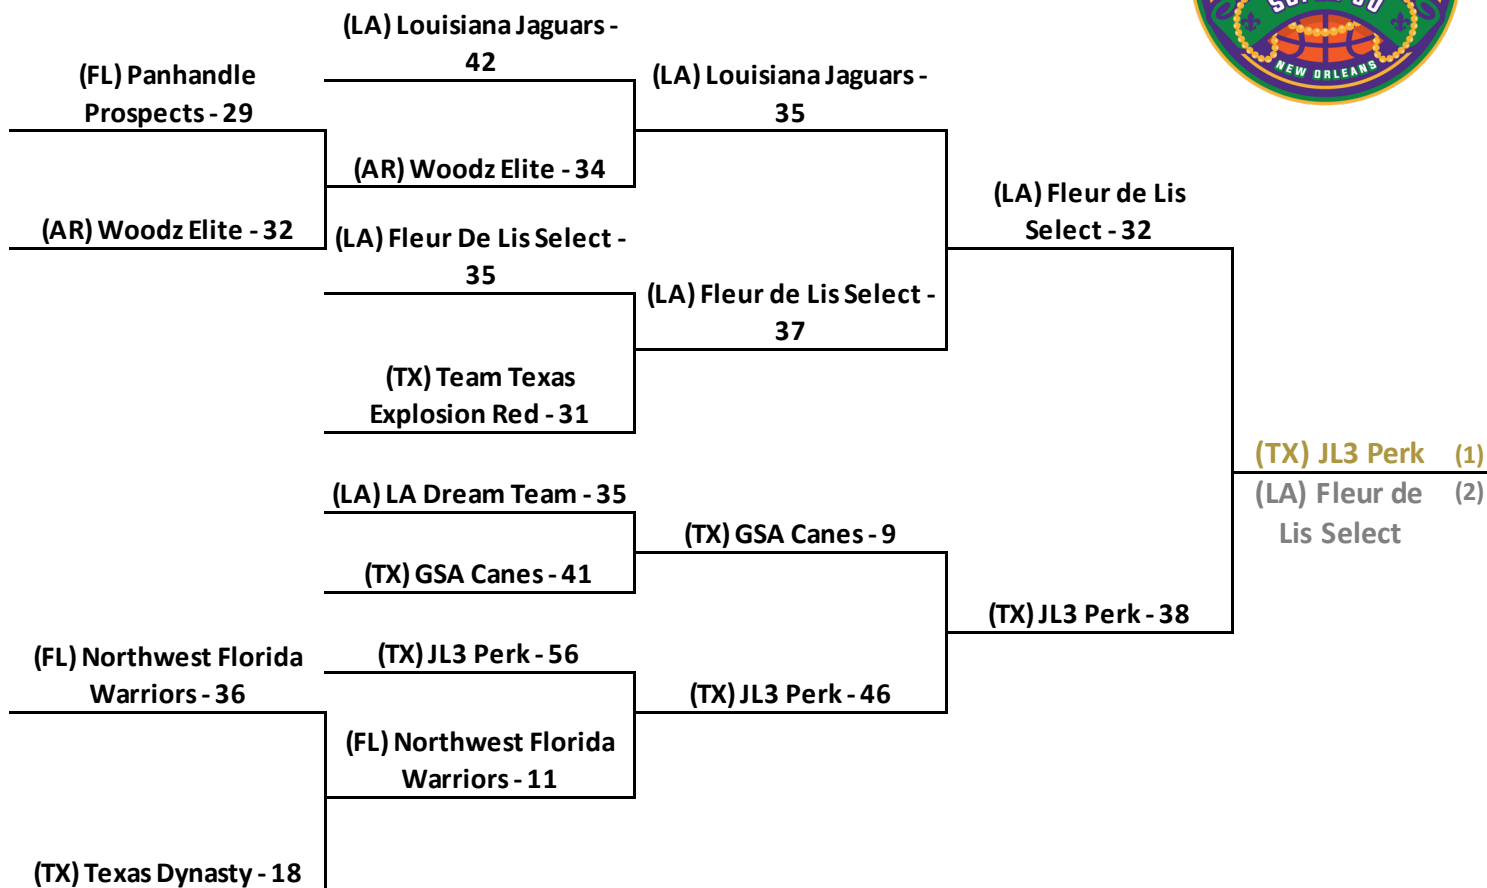 NEW ORLEANS
(LA) Louisiana Jaguars -
42
(FL) Panhandle
Prospects - 29
(LA) Louisiana Jaguars -
35
(AR) Woodz Elite - 34
(LA) Fleur de Lis
Select - 32
(AR) Woodz Elite - 32
(LA) Fleur De Lis Select -
35
(LA) Fleur de Lis Select -
37
(TX) Team Texas
Explosion Red - 31
(TX) JL3 Perk (1)
(LA) Fleur de (2)
Lis Select
(LA) LA Dream Team - 35
(TX) GSA Canes - 9
(TX) GSA Canes - 41
(TX) JL3 Perk - 38
(FL) Northwest Florida
Warriors - 36
(TX) JL3 Perk - 56
(TX) JL3 Perk - 46
(FL) Northwest Florida
Warriors - 11
(TX) Texas Dynasty - 18